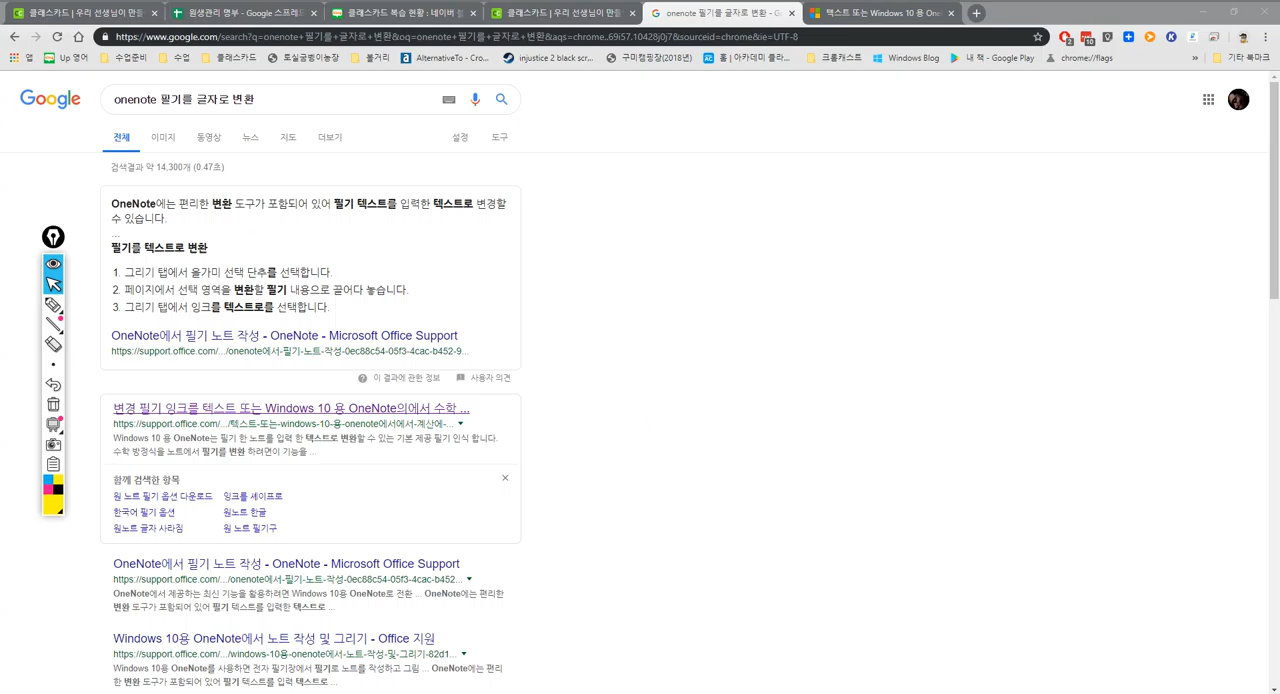 클래스카드 | 우리 선생님이 만들
원생관리 명부 - Google 스프레드
클래스카드 복습 현황 : 네이버
클래스카드 | 우리 선생님이 만들
onenote 필기를 글자로 변환 - G
텍스트 또는 Windows 10 용 One
https://www.google.com/search?q=onenote+필기를+글자로+변환&oq=onenote+필기를+글자로+변환&aqs=chrome..69i57.10428j0j7&sourceid=chrome&ie=UTF-8
앱
Up 영어
수업준비
수업
클래스카드
토실굼벵이농장
볼거리
AlternativeTo - Cro...
injustice 2 black scr...
구미캠핑장(2018년)
홈 | 아카데미 클라...
크롬캐스트
Windows Blog
내 책 - Google Play
chrome://flags
»
기타 북마크
Google
onenote 필기를 글자로 변환
전체 이미지 동영상 뉴스 지도 더보기 설정 도구
검색결과 약 14,300개 (0.47초)
OneNote에는 편리한 변환 도구가 포함되어 있어 필기 텍스트를 입력한 텍스트로 변경할
수 있습니다.
...
필기를 텍스트로 변환
1. 그리기 탭에서 올가미 선택 단추를 선택합니다.
2. 페이지에서 선택 영역을 변환할 필기 내용으로 끌어다 놓습니다.
3. 그리기 탭에서 잉크를 텍스트로를 선택합니다.
OneNote에서 필기 노트 작성 - OneNote - Microsoft Office Support
https://support.office.com/.../onenote에서-필기-노트-작성-0ec88c54-05f3-4cac-b452-9...
이 결과에 관한 정보 사용자 의견
변경 필기 잉크를 텍스트 또는 Windows 10 용 OneNote의에서 수학 ...
https://support.office.com/.../텍스트-또는-windows-10-용-onenote에서에서-계산에-...
Windows 10 용 OneNote는 필기 한 노트를 입력 한 텍스트로 변환할 수 있는 기본 제공 필기 인식 합니다.
수학 방정식을 노트에서 필기를 변환 하려면이 기능을 ...
함께 검색한 항목
원 노트 필기 옵션 다운로드 잉크를 셰이프로
한국어 필기 옵션 원노트 한글
원노트 글자 사라짐 원 노트 필기구
OneNote에서 필기 노트 작성 - OneNote - Microsoft Office Support
https://support.office.com/.../onenote에서-필기-노트-작성-0ec88c54-05f3-4cac-b452...
OneNote에서 제공하는 최신 기능을 활용하려면 Windows 10용 OneNote로 전환 ... OneNote에는 편리한
변환 도구가 포함되어 있어 필기 텍스트를 입력한 텍스트로 ...
Windows 10용 OneNote에서 노트 작성 및 그리기 - Office 지원
https://support.office.com/.../windows-10용-onenote에서-노트-작성-및-그리기-82d1...
Windows 10용 OneNote를 사용하면 전자 필기장에서 필기로 노트를 작성하고 그림 ... OneNote에는 편리
한 변환 도구가 포함되어 있어 필기 텍스트를 입력 텍스트로 ...